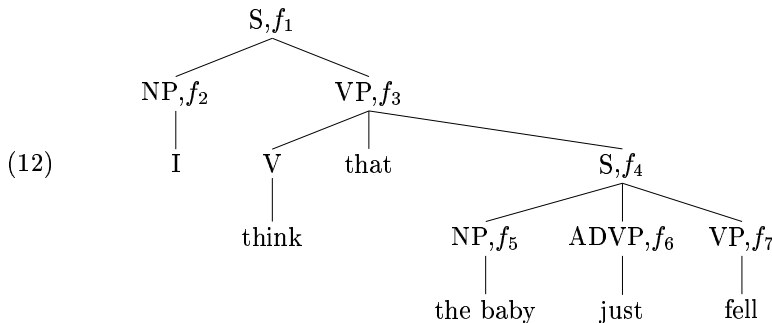 S,f₁
NP,f₂ VP,f₃
(12) I V that S,f₄
think NP,f₅ ADVP,f₆ VP,f₇
the baby just fell